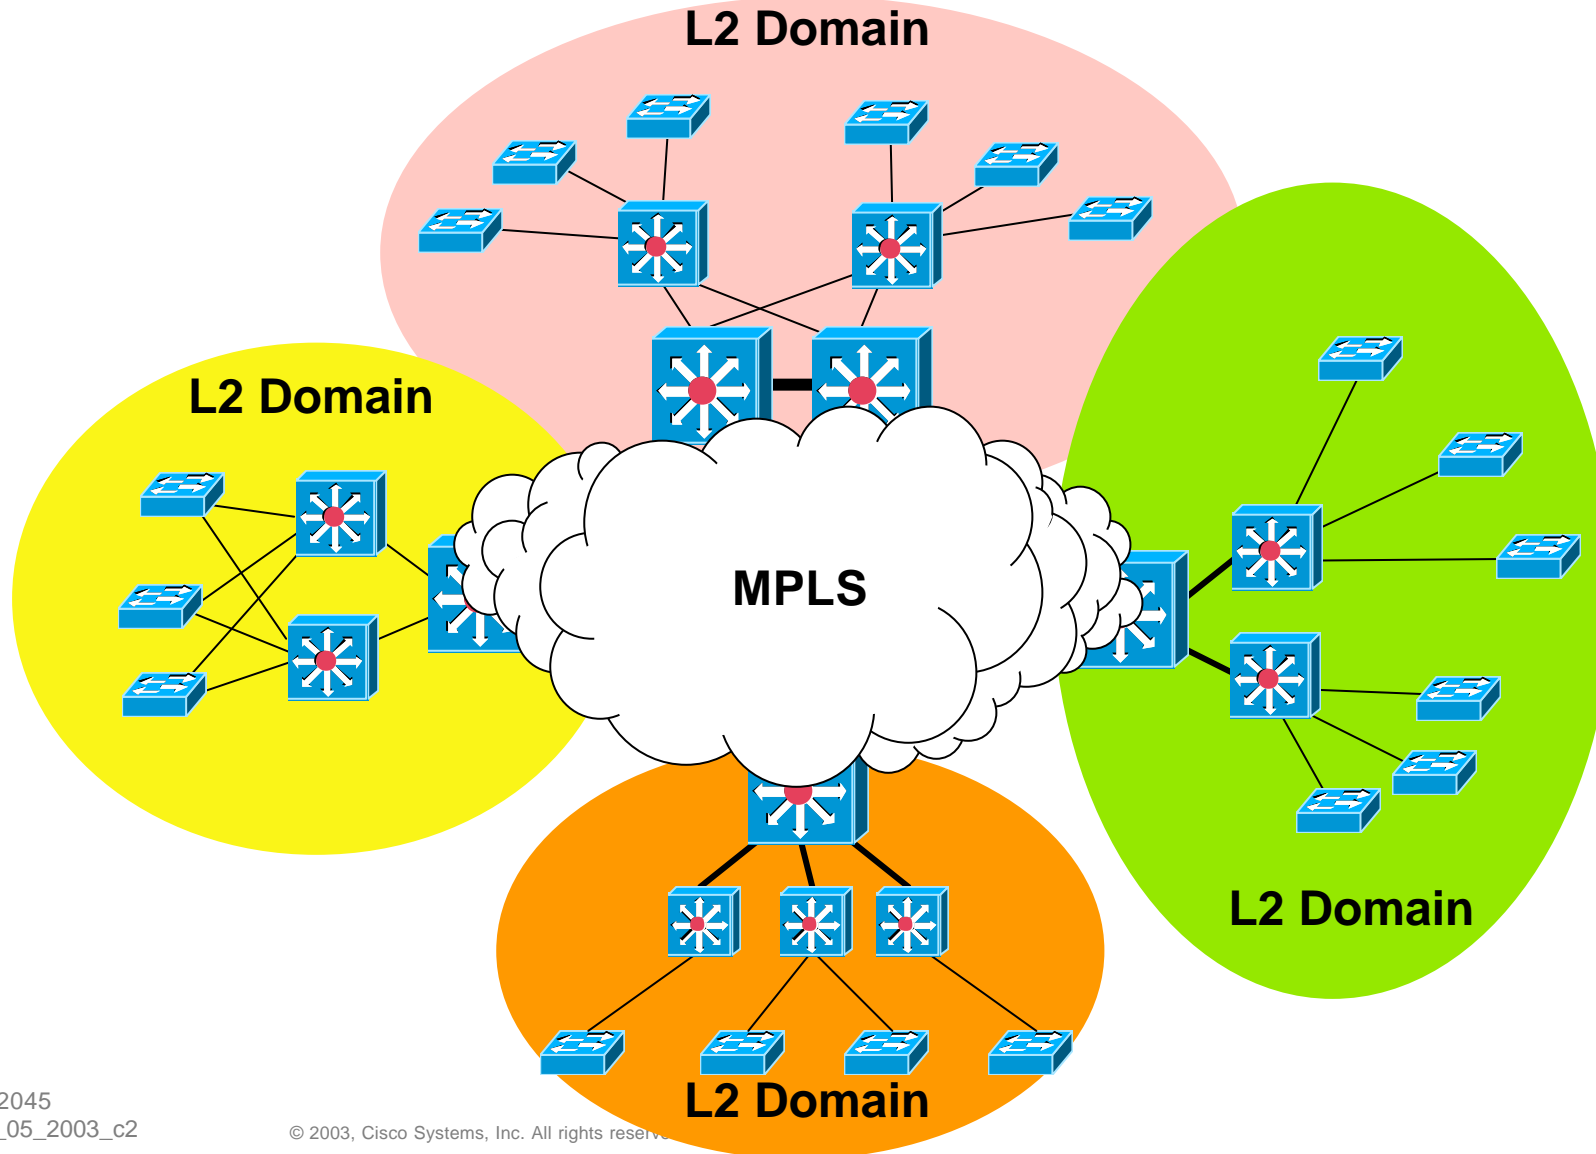 L2 Domain
L2 Domain
MPLS
L2 Domain
L2 Domain
2045
_05_2003_c2
© 2003, Cisco Systems, Inc. All rights